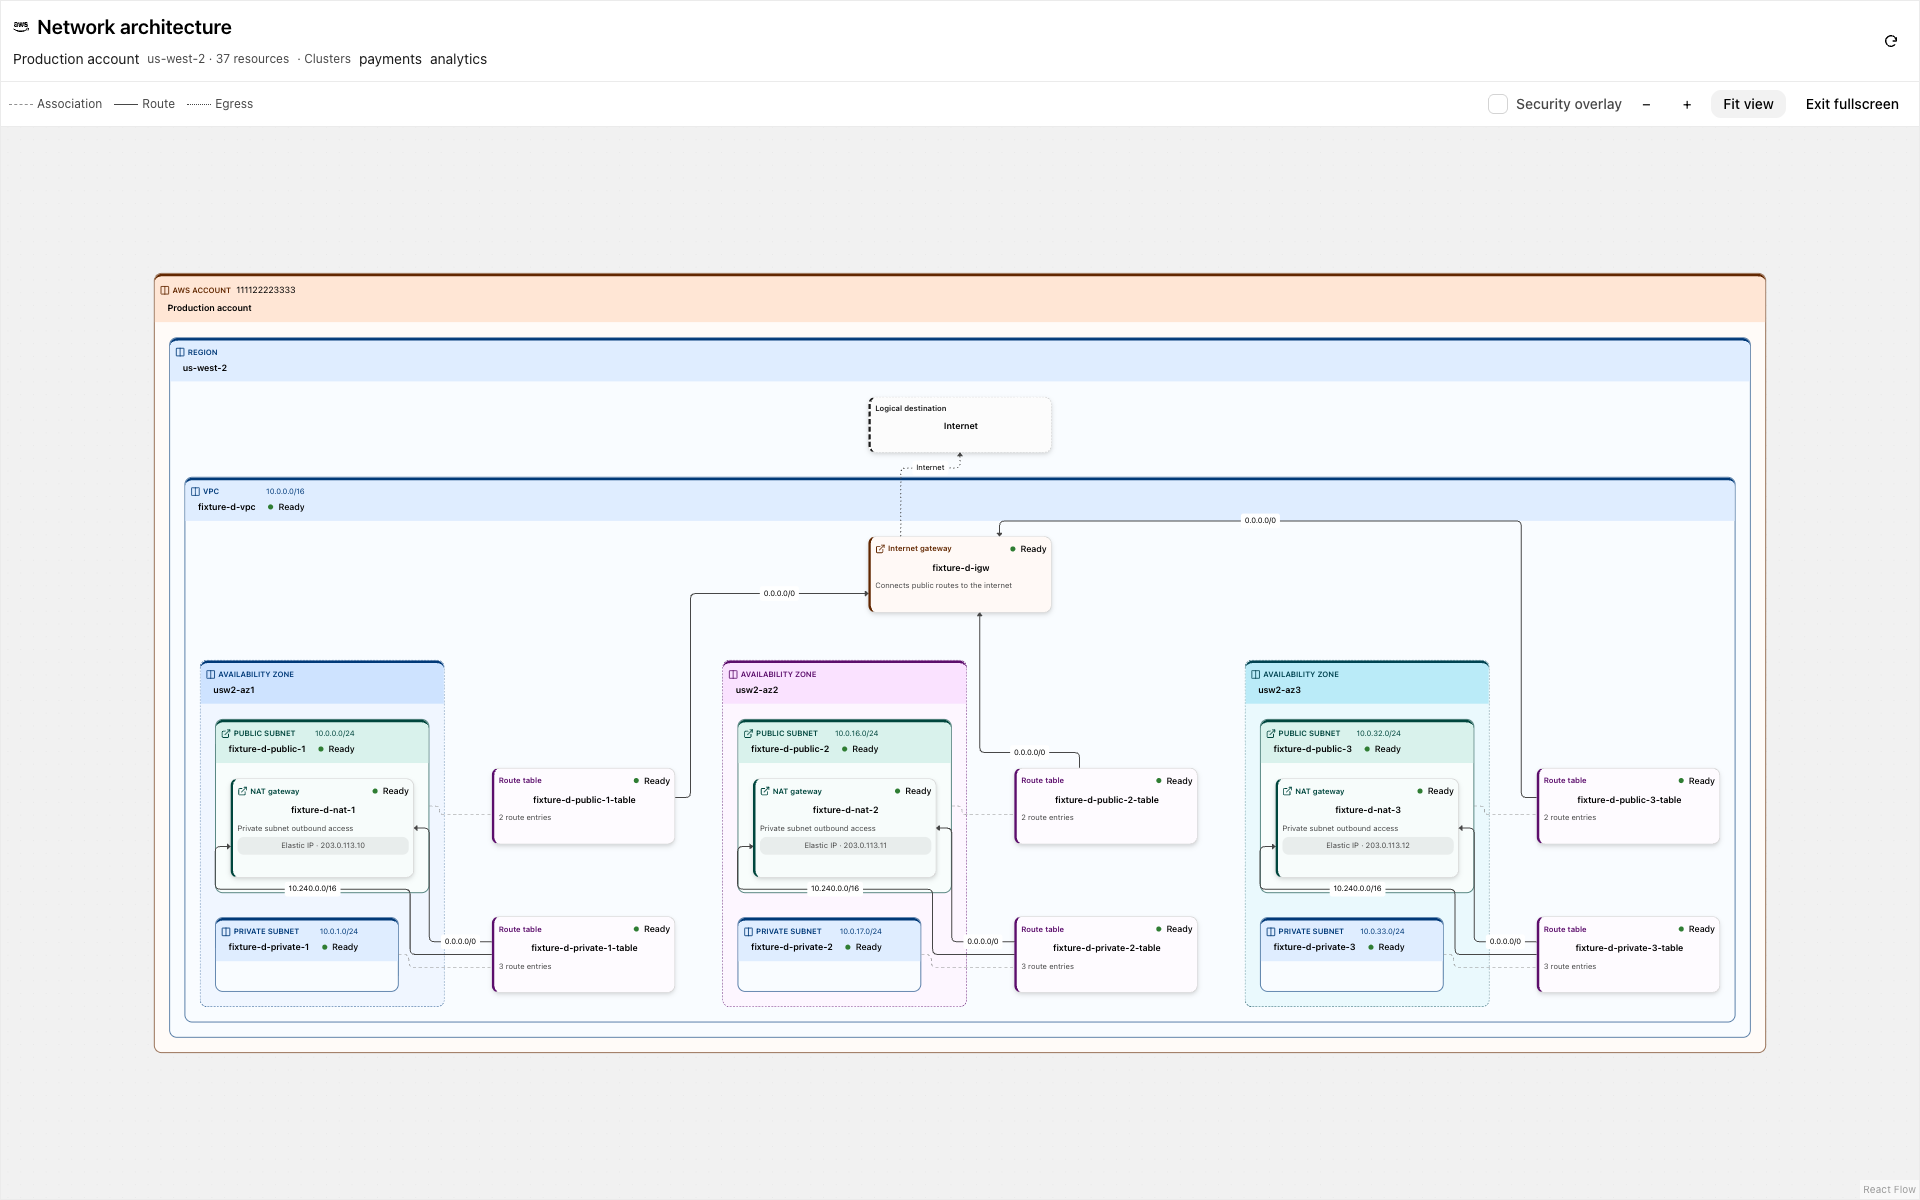 aws Network architecture
Production account us-west-2 · 37 resources · Clusters payments analytics
Association Route Egress
Security overlay − + Fit view Exit fullscreen
AWS ACCOUNT 111122223333
Production account
REGION
us-west-2
Logical destination
Internet
Internet
VPC 10.0.0.0/16
fixture-d-vpc Ready
0.0.0.0/0
Internet gateway Ready
fixture-d-igw
Connects public routes to the internet
0.0.0.0/0
AVAILABILITY ZONE
usw2-az1
PUBLIC SUBNET 10.0.0.0/24
fixture-d-public-1 Ready
NAT gateway Ready
fixture-d-nat-1
Private subnet outbound access
Elastic IP · 203.0.113.10
10.240.0.0/16
PRIVATE SUBNET 10.0.1.0/24
fixture-d-private-1 Ready
Route table Ready
fixture-d-public-1-table
2 route entries
0.0.0.0/0
Route table Ready
fixture-d-private-1-table
3 route entries
AVAILABILITY ZONE
usw2-az2
PUBLIC SUBNET 10.0.16.0/24
fixture-d-public-2 Ready
NAT gateway Ready
fixture-d-nat-2
Private subnet outbound access
Elastic IP · 203.0.113.11
10.240.0.0/16
PRIVATE SUBNET 10.0.17.0/24
fixture-d-private-2 Ready
0.0.0.0/0
Route table Ready
fixture-d-public-2-table
2 route entries
0.0.0.0/0
Route table Ready
fixture-d-private-2-table
3 route entries
AVAILABILITY ZONE
usw2-az3
PUBLIC SUBNET 10.0.32.0/24
fixture-d-public-3 Ready
NAT gateway Ready
fixture-d-nat-3
Private subnet outbound access
Elastic IP · 203.0.113.12
10.240.0.0/16
PRIVATE SUBNET 10.0.33.0/24
fixture-d-private-3 Ready
Route table Ready
fixture-d-public-3-table
2 route entries
0.0.0.0/0
Route table Ready
fixture-d-private-3-table
3 route entries
React Flow